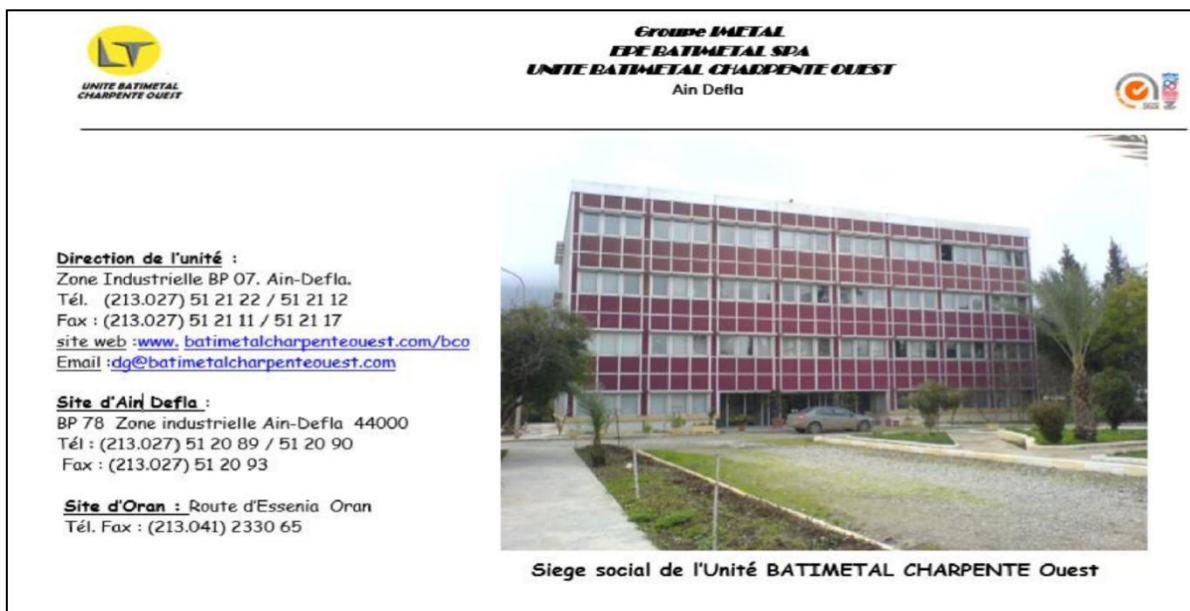 LT
UNITE BATIMETAL
CHARPENTE OUEST
Groupe IMETAL
EPE BATIMETAL SPA
UNITE BATIMETAL CHARPENTE OUEST
Ain Defla
SGS
Direction de l'unité :
Zone Industrielle BP 07. Ain-Defla.
Tél. (213.027) 51 21 22 / 51 21 12
Fax : (213.027) 51 21 11 / 51 21 17
site web :www. batimetalcharpenteouest.com/bco
Email :dg@batimetalcharpenteouest.com
Site d'Ain Defla :
BP 78 Zone industrielle Ain-Defla 44000
Tél : (213.027) 51 20 89 / 51 20 90
Fax : (213.027) 51 20 93
Site d'Oran : Route d'Essenia Oran
Tél. Fax : (213.041) 2330 65
Siege social de l'Unité BATIMETAL CHARPENTE Ouest